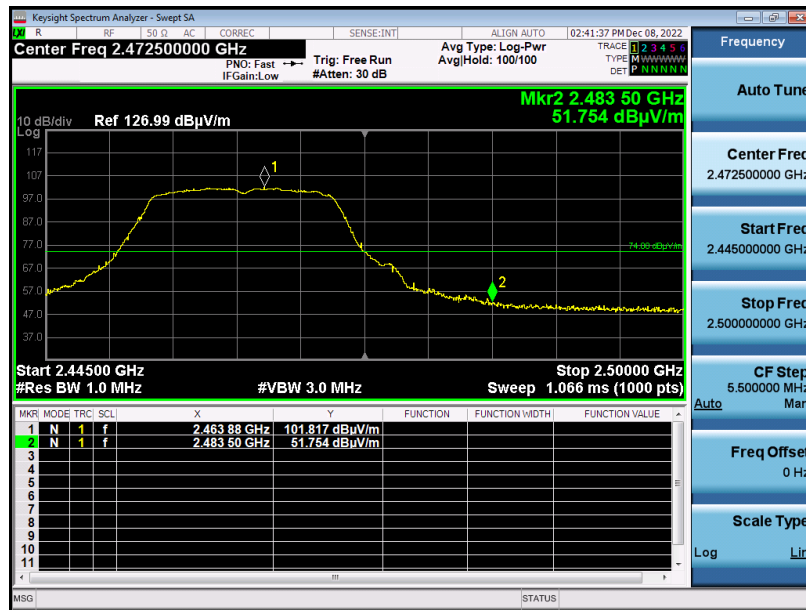 Keysight Spectrum Analyzer - Swept SA
R RF 50 Ω AC CORREC SENSE:INT ALIGN AUTO 02:41:37 PM Dec 08, 2022
Center Freq 2.472500000 GHz
PNO: Fast
IFGain:Low
Trig: Free Run
#Atten: 30 dB
Avg Type: Log-Pwr
Avg|Hold: 100/100
TRACE 1 2 3 4 5 6
TYPE M W W W W W
DET P N N N N N
Mkr2 2.483 50 GHz
51.754 dBµV/m
10 dB/div Ref 126.99 dBµV/m
Log
117
107
97.0
87.0
77.0
67.0
57.0
47.0
37.0
1
2
74.00 dBµV/m
Start 2.44500 GHz Stop 2.50000 GHz
#Res BW 1.0 MHz #VBW 3.0 MHz Sweep 1.066 ms (1000 pts)
MKR MODE TRC SCL X Y FUNCTION FUNCTION WIDTH FUNCTION VALUE
1 N 1 f 2.463 88 GHz 101.817 dBµV/m
2 N 1 f 2.483 50 GHz 51.754 dBµV/m
3
4
5
6
7
8
9
10
11
MSG STATUS
Frequency
Auto Tune
Center Freq
2.472500000 GHz
Start Freq
2.445000000 GHz
Stop Freq
2.500000000 GHz
CF Step
5.500000 MHz
Auto Man
Freq Offset
0 Hz
Scale Type
Log Lin